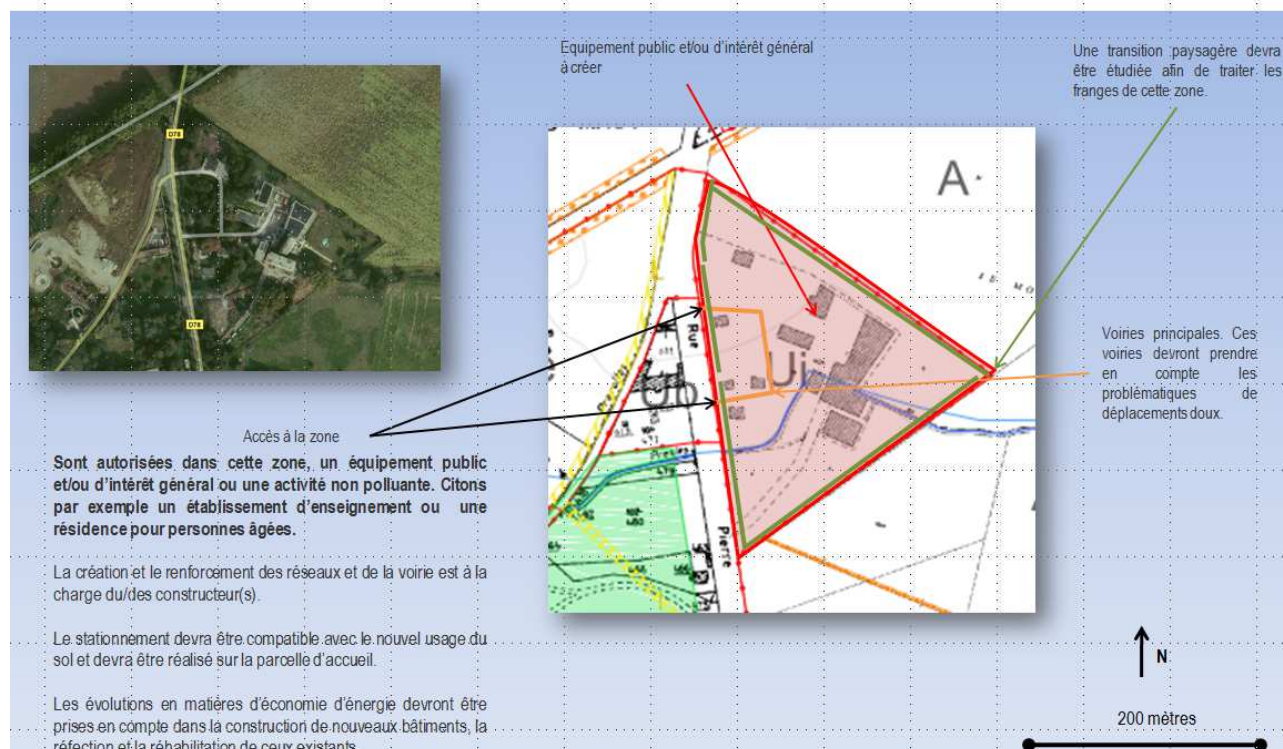 Equipement public et/ou d'intérêt général
à créer
Une transition paysagère devra
être étudiée afin de traiter les
franges de cette zone.
D78
D78
A
Rue
Ui
Ub
Pierre
Voiries principales. Ces
voiries devront prendre
en compte les
problématiques de
déplacements doux.
Accès à la zone
Sont autorisées dans cette zone, un équipement public
et/ou d'intérêt général ou une activité non polluante. Citons
par exemple un établissement d'enseignement ou une
résidence pour personnes âgées.
La création et le renforcement des réseaux et de la voirie est à la
charge du/des constructeur(s).
Le stationnement devra être compatible avec le nouvel usage du
sol et devra être réalisé sur la parcelle d'accueil.
Les évolutions en matières d'économie d'énergie devront être
prises en compte dans la construction de nouveaux bâtiments, la
réfection et la réhabilitation de ceux existants.
N
200 mètres